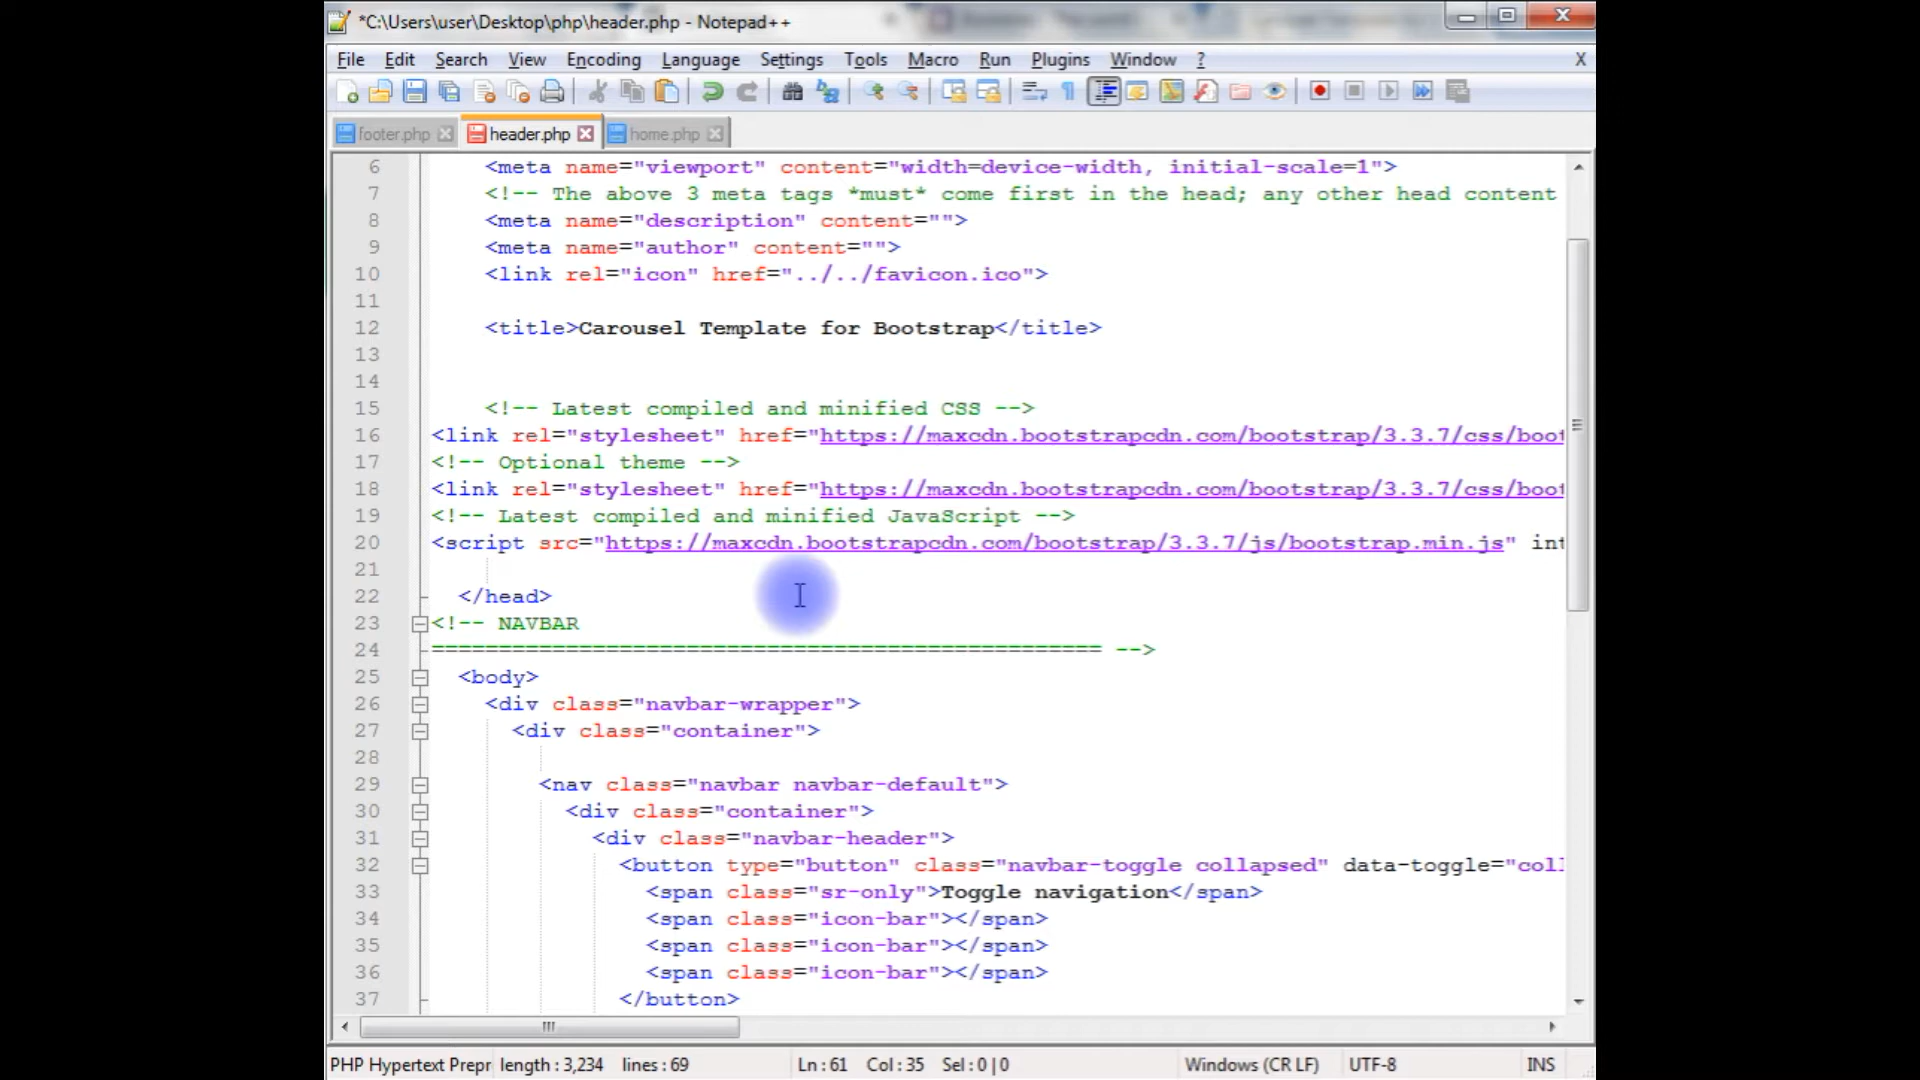 *C:\Users\user\Desktop\php\header.php - Notepad++
File Edit Search View Encoding Language Settings Tools Macro Run Plugins Window ? X
footer.php header.php home.php
6 <meta name="viewport" content="width=device-width, initial-scale=1">
7 <!-- The above 3 meta tags *must* come first in the head; any other head content
8 <meta name="description" content="">
9 <meta name="author" content="">
10 <link rel="icon" href="../../favicon.ico">
11
12 <title>Carousel Template for Bootstrap</title>
13
14
15 <!-- Latest compiled and minified CSS -->
16 <link rel="stylesheet" href="https://maxcdn.bootstrapcdn.com/bootstrap/3.3.7/css/boot
17 <!-- Optional theme -->
18 <link rel="stylesheet" href="https://maxcdn.bootstrapcdn.com/bootstrap/3.3.7/css/boot
19 <!-- Latest compiled and minified JavaScript -->
20 <script src="https://maxcdn.bootstrapcdn.com/bootstrap/3.3.7/js/bootstrap.min.js" int
21
22 </head>
23 <!-- NAVBAR
24 ================================================== -->
25 <body>
26 <div class="navbar-wrapper">
27 <div class="container">
28
29 <nav class="navbar navbar-default">
30 <div class="container">
31 <div class="navbar-header">
32 <button type="button" class="navbar-toggle collapsed" data-toggle="coll
33 <span class="sr-only">Toggle navigation</span>
34 <span class="icon-bar"></span>
35 <span class="icon-bar"></span>
36 <span class="icon-bar"></span>
37 </button>
PHP Hypertext Prepr length : 3,234 lines : 69 Ln : 61 Col : 35 Sel : 0 | 0 Windows (CR LF) UTF-8 INS